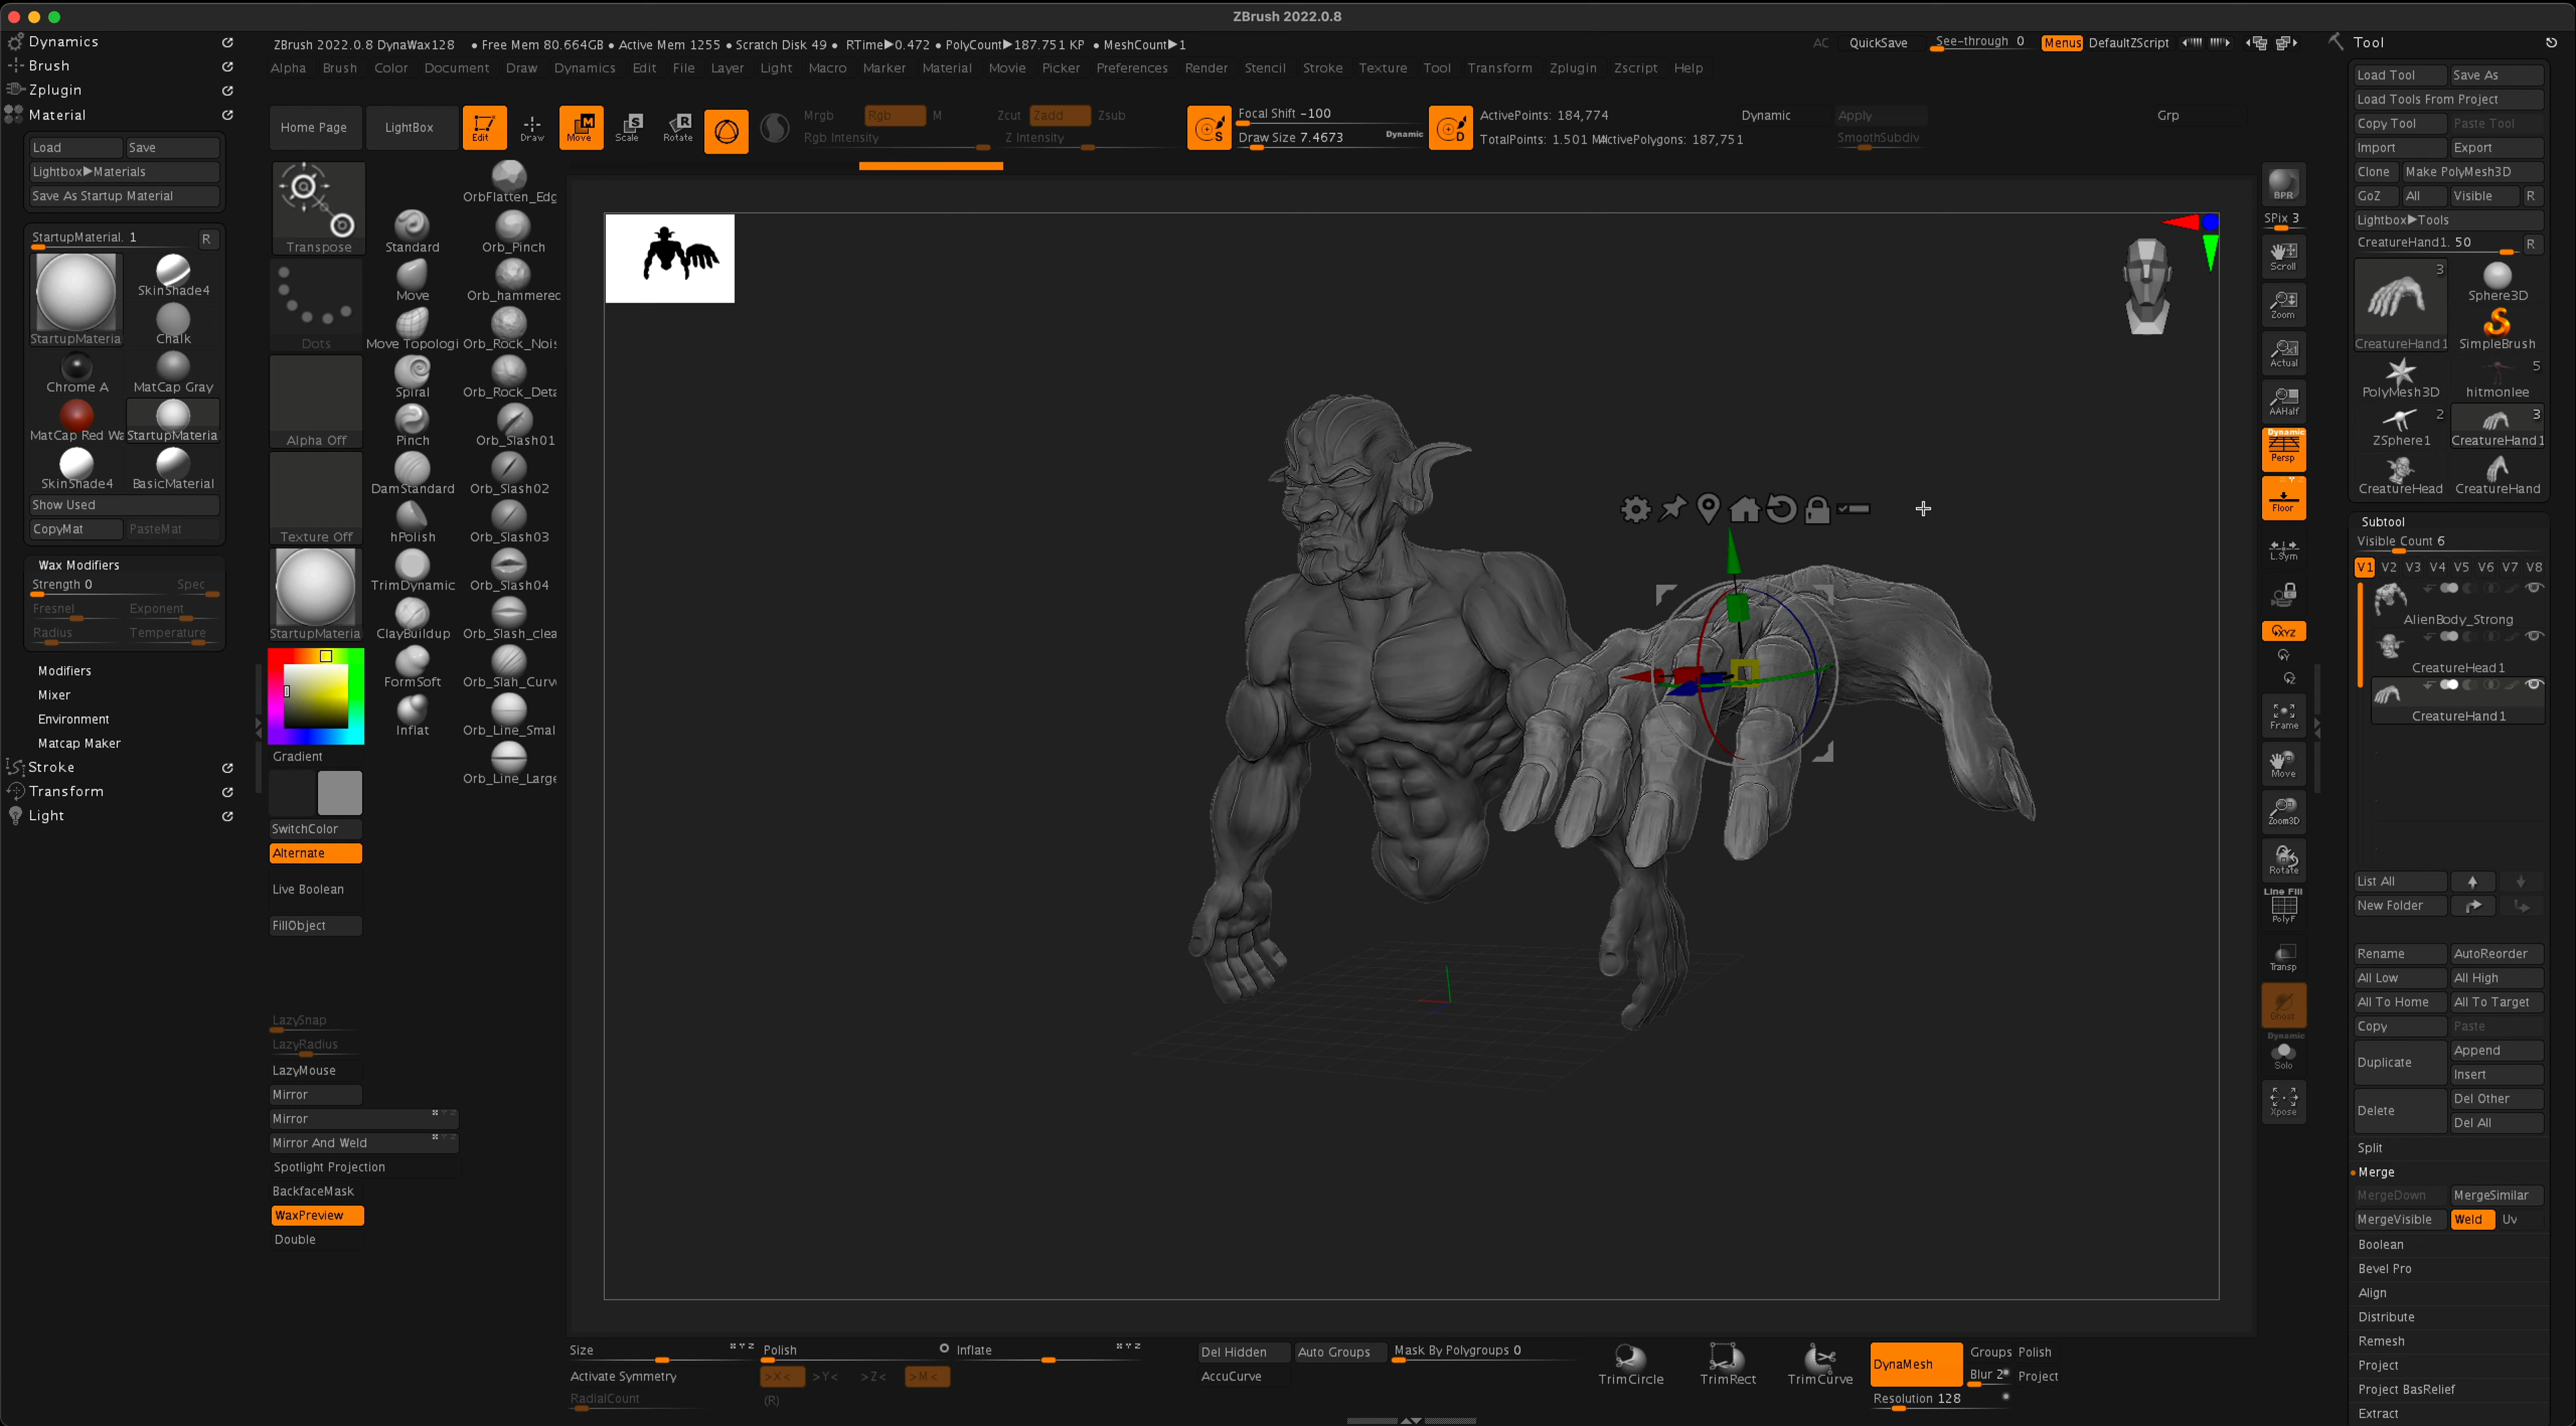 ZBrush 2022.0.8
Dynamics
Brush
Zplugin
Material
Load Save
Lightbox▶Materials
Save As Startup Material
StartupMaterial. 1 R
StartupMateria
SkinShade4
Chalk
Chrome A
MatCap Gray
MatCap Red Wa
StartupMateria
SkinShade4
BasicMaterial
Show Used
CopyMat PasteMat
Wax Modifiers
Strength 0 Spec
Fresnel Exponent
Radius Temperature
Modifiers
Mixer
Environment
Matcap Maker
Stroke
Transform
Light
ZBrush 2022.0.8 DynaWax128 • Free Mem 80.664GB • Active Mem 1255 • Scratch Disk 49 • RTime▶0.472 • PolyCount▶187.751 KP • MeshCount▶1
AC QuickSave See-through 0 Menus DefaultZScript
Alpha Brush Color Document Draw Dynamics Edit File Layer Light Macro Marker Material Movie Picker Preferences Render Stencil Stroke Texture Tool Transform Zplugin Zscript Help
Home Page LightBox Edit Draw Move Scale Rotate
Mrgb Rgb M
Rgb Intensity
Zcut Zadd Zsub
Z Intensity
Focal Shift -100
Draw Size 7.4673 Dynamic
ActivePoints: 184,774
TotalPoints: 1.501 M
ActivePolygons: 187,751
Dynamic Apply
SmoothSubdiv
Grp
Transpose
Dots
Alpha Off
Texture Off
StartupMateria
Gradient
SwitchColor
Alternate
Live Boolean
FillObject
LazySnap
LazyRadius
LazyMouse
Mirror
Mirror
Mirror And Weld
Spotlight Projection
BackfaceMask
WaxPreview
Double
Standard
Move
Move Topologi
Spiral
Pinch
DamStandard
hPolish
TrimDynamic
ClayBuildup
FormSoft
Inflat
OrbFlatten_Edg
Orb_Pinch
Orb_hammered
Orb_Rock_Nois
Orb_Rock_Deta
Orb_Slash01
Orb_Slash02
Orb_Slash03
Orb_Slash04
Orb_Slash_clea
Orb_Slah_Curv
Orb_Line_Smal
Orb_Line_Large
BPR
SPix 3
Scroll
Zoom
Actual
AAHalf
Dynamic
Persp
Floor
L.Sym
XYZ
Frame
Move
Zoom3D
Rotate
Line Fill
PolyF
Transp
Ghost
Dynamic
Solo
Xpose
Tool
Load Tool Save As
Load Tools From Project
Copy Tool Paste Tool
Import Export
Clone Make PolyMesh3D
GoZ All Visible R
Lightbox▶Tools
CreatureHand1. 50 R
3
CreatureHand1
Sphere3D
SimpleBrush
PolyMesh3D
5
hitmonlee
2
ZSphere1
3
CreatureHand1
CreatureHead
CreatureHand
Subtool
Visible Count 6
V1 V2 V3 V4 V5 V6 V7 V8
AlienBody_Strong
CreatureHead1
CreatureHand1
List All
New Folder
Rename AutoReorder
All Low All High
All To Home All To Target
Copy Paste
Duplicate Append
Insert
Delete Del Other
Del All
Split
Merge
MergeDown MergeSimilar
MergeVisible Weld Uv
Boolean
Bevel Pro
Align
Distribute
Remesh
Project
Project BasRelief
Extract
Size Polish Inflate
Activate Symmetry >X< >Y< >Z< >M<
RadialCount (R)
Del Hidden Auto Groups Mask By Polygroups 0
AccuCurve
TrimCircle TrimRect TrimCurve
DynaMesh Groups Polish
Blur 2 Project
Resolution 128